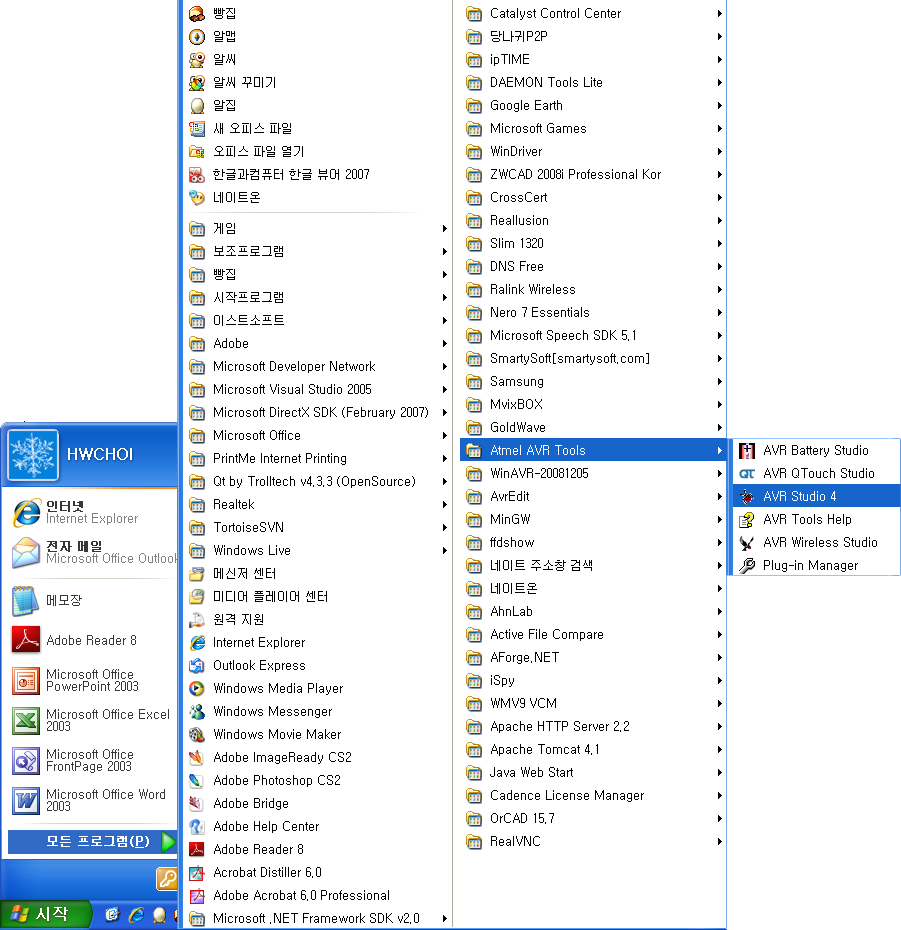 HWCHOI
인터넷
Internet Explorer
전자 메일
Microsoft Office Outlook
메모장
Adobe Reader 8
Microsoft Office
PowerPoint 2003
Microsoft Office Excel
2003
Microsoft Office
FrontPage 2003
Microsoft Office Word
2003
모든 프로그램(P)
시작
빵집
알맵
알씨
알씨 꾸미기
알집
새 오피스 파일
오피스 파일 열기
한글과컴퓨터 한글 뷰어 2007
네이트온
게임
보조프로그램
빵집
시작프로그램
이스트소프트
Adobe
Microsoft Developer Network
Microsoft Visual Studio 2005
Microsoft DirectX SDK (February 2007)
Microsoft Office
PrintMe Internet Printing
Qt by Trolltech v4.3.3 (OpenSource)
Realtek
TortoiseSVN
Windows Live
메신저 센터
미디어 플레이어 센터
원격 지원
Internet Explorer
Outlook Express
Windows Media Player
Windows Messenger
Windows Movie Maker
Adobe ImageReady CS2
Adobe Photoshop CS2
Adobe Bridge
Adobe Help Center
Adobe Reader 8
Acrobat Distiller 6.0
Adobe Acrobat 6.0 Professional
Microsoft .NET Framework SDK v2.0
Catalyst Control Center
당나귀P2P
ipTIME
DAEMON Tools Lite
Google Earth
Microsoft Games
WinDriver
ZWCAD 2008i Professional Kor
CrossCert
Reallusion
Slim 1320
DNS Free
Ralink Wireless
Nero 7 Essentials
Microsoft Speech SDK 5.1
SmartySoft[smartysoft.com]
Samsung
MvixBOX
GoldWave
Atmel AVR Tools
WinAVR-20081205
AvrEdit
MinGW
ffdshow
네이트 주소창 검색
네이트온
AhnLab
Active File Compare
AForge.NET
iSpy
WMV9 VCM
Apache HTTP Server 2.2
Apache Tomcat 4.1
Java Web Start
Cadence License Manager
OrCAD 15.7
RealVNC
AVR Battery Studio
AVR QTouch Studio
AVR Studio 4
AVR Tools Help
AVR Wireless Studio
Plug-in Manager